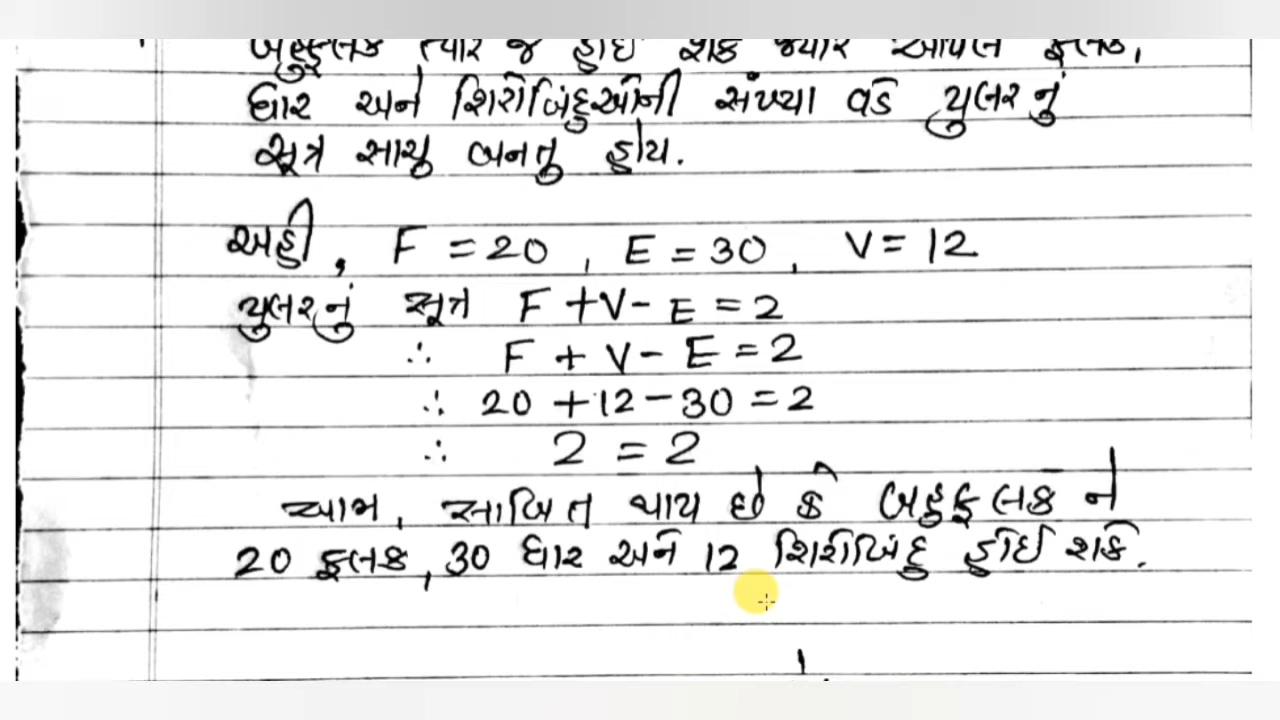 બહુફલક ત્યારે જ હોઇ શકે જ્યારે આપેલ ફલક,
ધાર અને શિરોબિંદુઓની સંખ્યા વડે યુલરનું
સૂત્ર સાચુ બનતુ હોય.
અહી, F = 20, E = 30, V = 12
યુલરનું સૂત્ર F + V - E = 2
∴ F + V - E = 2
∴ 20 + 12 - 30 = 2
∴ 2 = 2
આમ, સાબિત થાય છે કે બહુફલક ને
20 ફલક, 30 ધાર અને 12 શિરોબિંદુ હોઈ શકે.